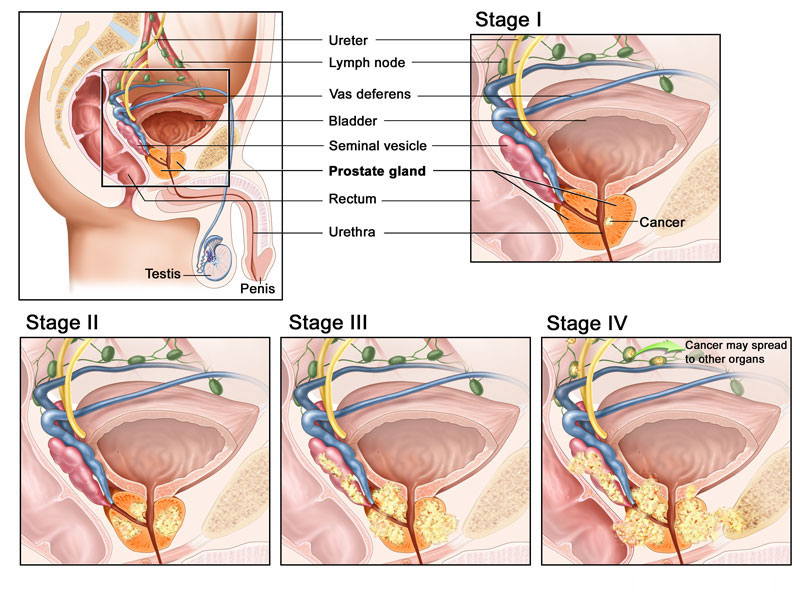 Stage I
Ureter
Lymph node
Vas deferens
Bladder
Seminal vesicle
Prostate gland
Rectum
Urethra
Cancer
Testis
Penis
Stage II
Stage III
Stage IV
Cancer may spread
to other organs